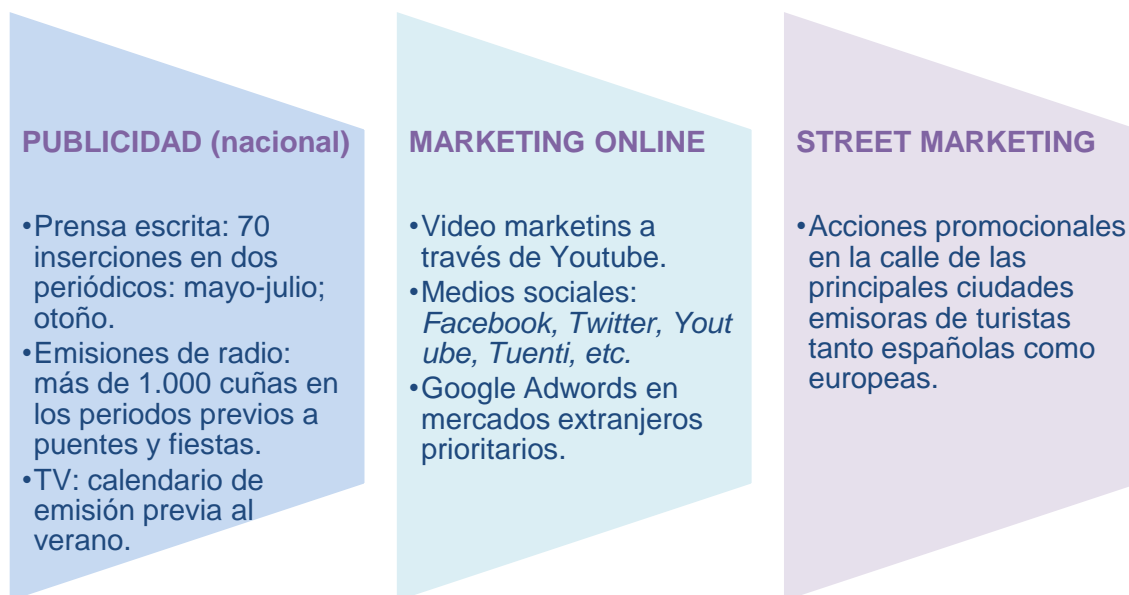 PUBLICIDAD (nacional)
•Prensa escrita: 70
inserciones en dos
periódicos: mayo-julio;
otoño.
•Emisiones de radio:
más de 1.000 cuñas en
los periodos previos a
puentes y fiestas.
•TV: calendario de
emisión previa al
verano.
MARKETING ONLINE
•Video marketins a
través de Youtube.
•Medios sociales:
Facebook, Twitter, Yout
ube, Tuenti, etc.
•Google Adwords en
mercados extranjeros
prioritarios.
STREET MARKETING
•Acciones promocionales
en la calle de las
principales ciudades
emisoras de turistas
tanto españolas como
europeas.